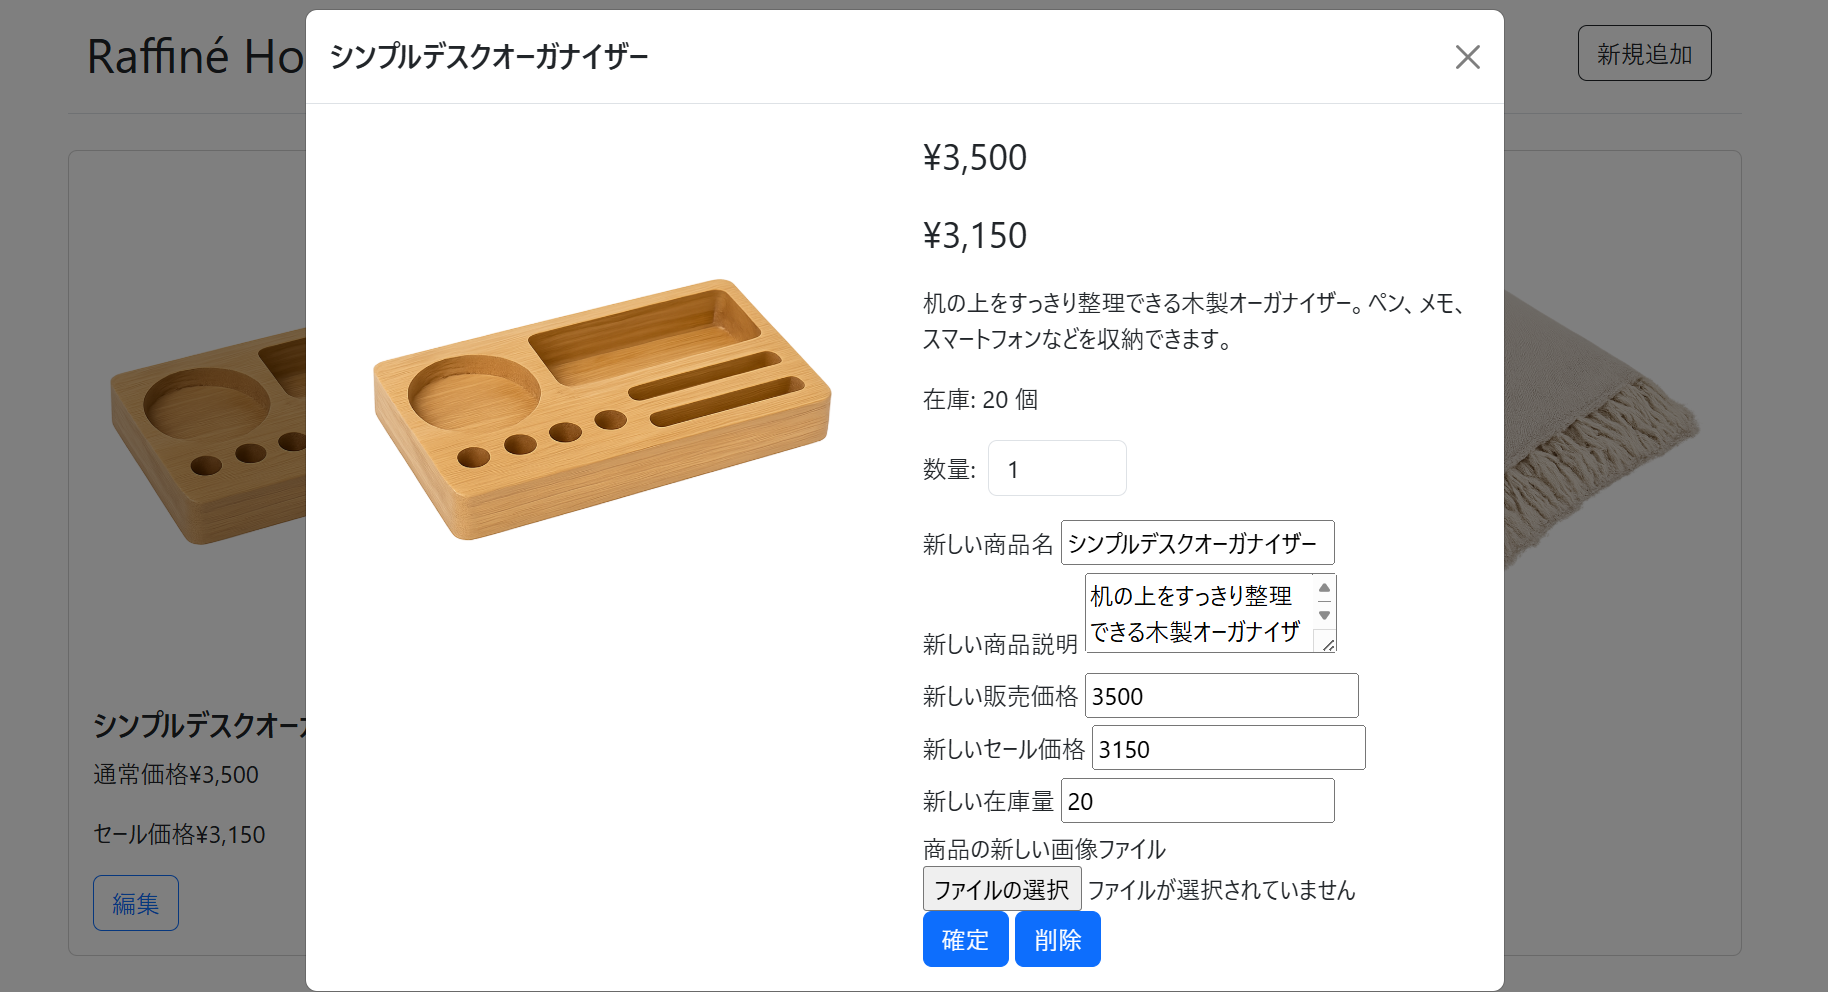 Raffiné Ho
新規追加
シンプルデスクオーガナイザー
¥3,500
¥3,150
机の上をすっきり整理できる木製オーガナイザー。ペン、メモ、
スマートフォンなどを収納できます。
在庫: 20 個
数量: 1
新しい商品名 シンプルデスクオーガナイザー
机の上をすっきり整理
できる木製オーガナイザ
新しい商品説明
新しい販売価格 3500
新しいセール価格 3150
新しい在庫量 20
商品の新しい画像ファイル
ファイルの選択 ファイルが選択されていません
確定 削除
シンプルデスクオーガ
通常価格¥3,500
セール価格¥3,150
編集